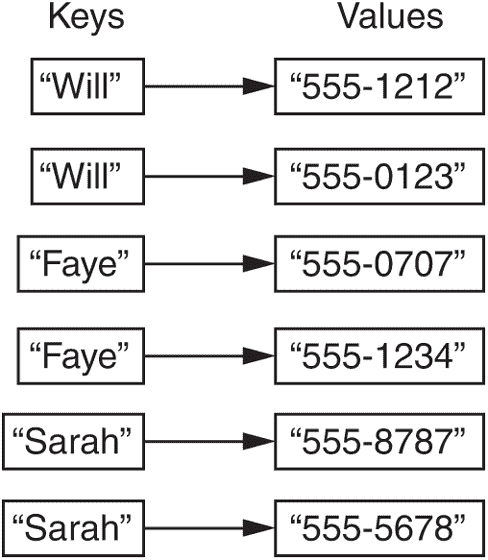 Keys Values
“Will” “555-1212”
“Will” “555-0123”
“Faye” “555-0707”
“Faye” “555-1234”
“Sarah” “555-8787”
“Sarah” “555-5678”